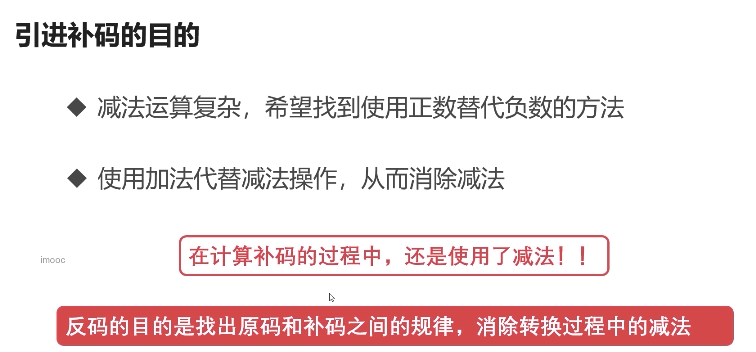 引进补码的目的
◆ 减法运算复杂，希望找到使用正数替代负数的方法
◆ 使用加法代替减法操作，从而消除减法
在计算补码的过程中，还是使用了减法！！
imooc
反码的目的是找出原码和补码之间的规律，消除转换过程中的减法